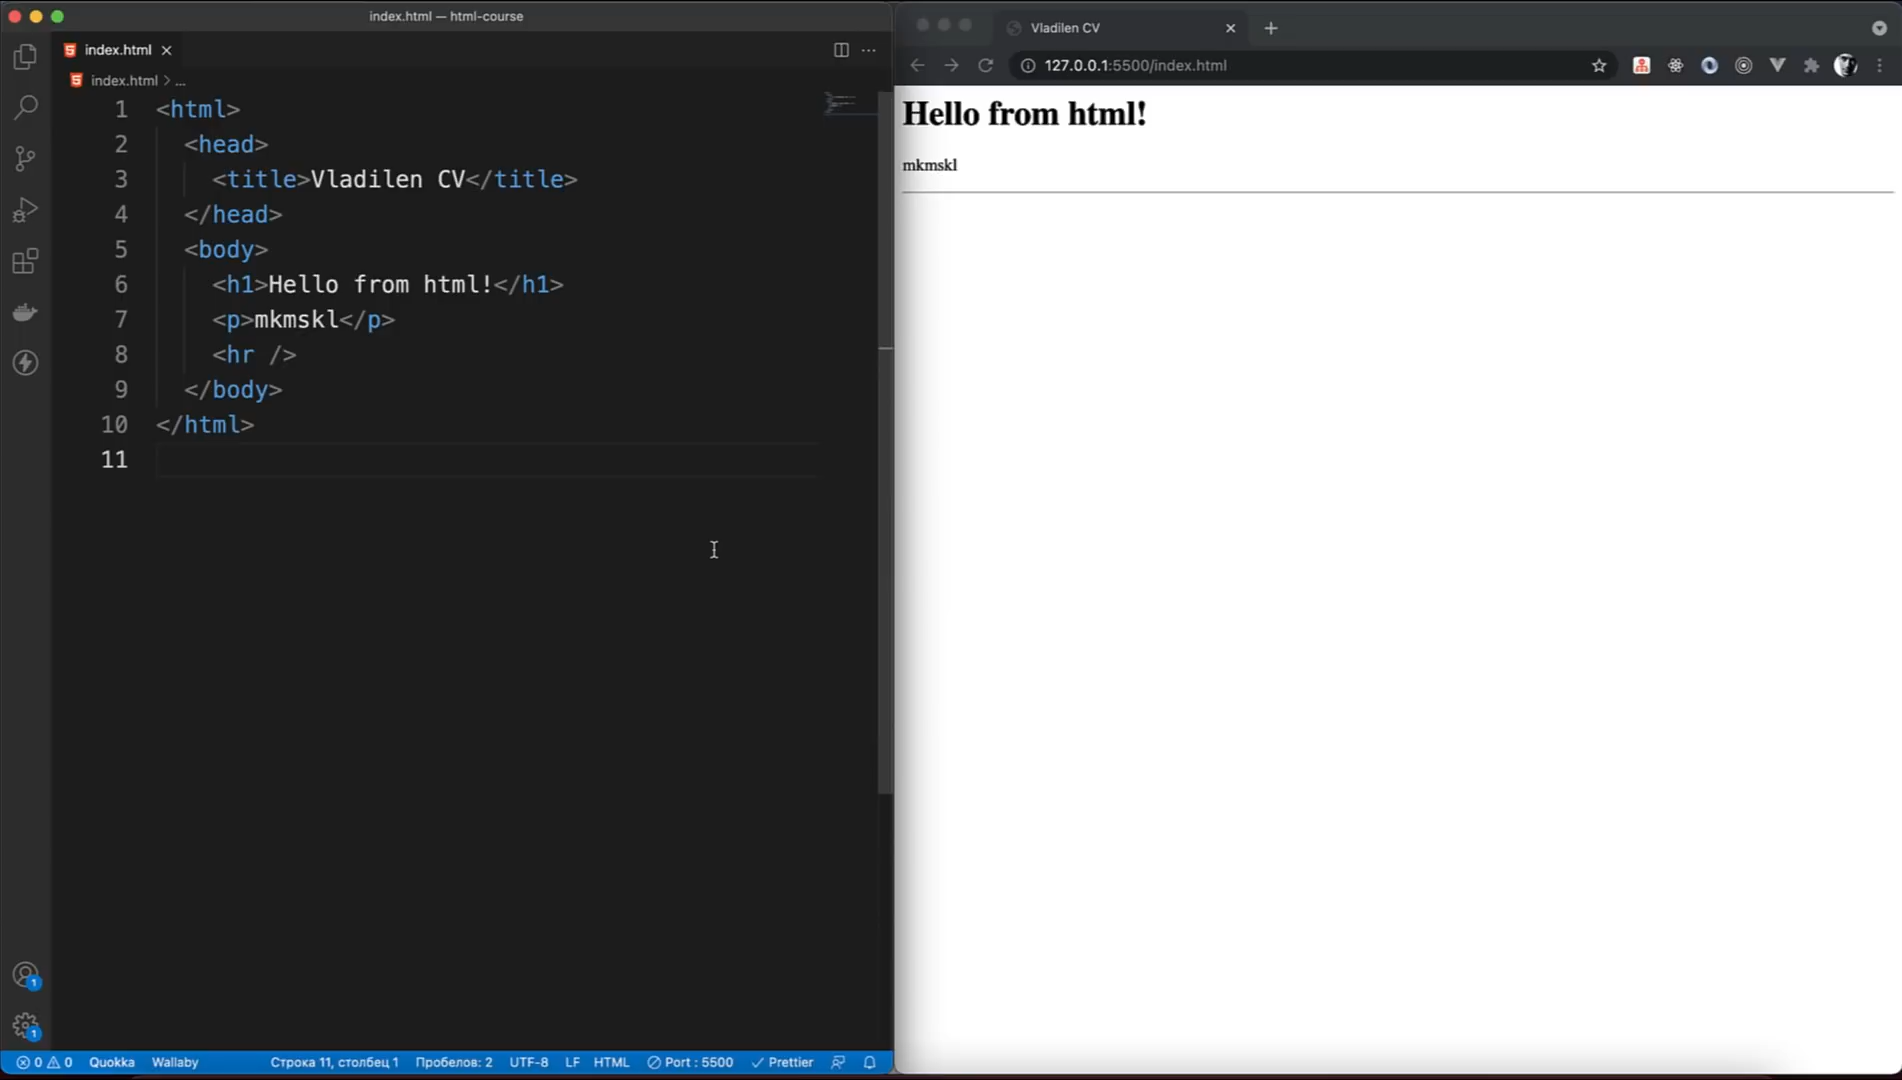 index.html — html-course
index.html
index.html > ...
1 <html>
2 <head>
3 <title>Vladilen CV</title>
4 </head>
5 <body>
6 <h1>Hello from html!</h1>
7 <p>mkmskl</p>
8 <hr />
9 </body>
10 </html>
11
1
1
0 0 Quokka Wallaby Строка 11, столбец 1 Пробелов: 2 UTF-8 LF HTML Port : 5500 Prettier
Vladilen CV
127.0.0.1:5500/index.html
Hello from html!
mkmskl